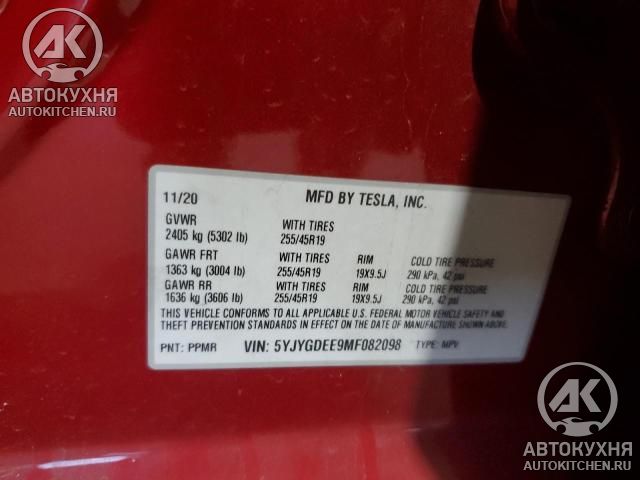 АК
АВТОКУХНЯ
AUTOKITCHEN.RU
11/20 MFD BY TESLA, INC.
GVWR WITH TIRES
2405 kg (5302 lb) 255/45R19
GAWR FRT WITH TIRES RIM COLD TIRE PRESSURE
1363 kg (3004 lb) 255/45R19 19X9.5J 290 kPa, 42 psi
GAWR RR WITH TIRES RIM COLD TIRE PRESSURE
1636 kg (3606 lb) 255/45R19 19X9.5J 290 kPa, 42 psi
THIS VEHICLE CONFORMS TO ALL APPLICABLE U.S. FEDERAL MOTOR VEHICLE SAFETY AND
THEFT PREVENTION STANDARDS IN EFFECT ON THE DATE OF MANUFACTURE SHOWN ABOVE.
PNT: PPMR VIN: 5YJYGDEE9MF082098 TYPE: MPV
АК
АВТОКУХНЯ
AUTOKITCHEN.RU